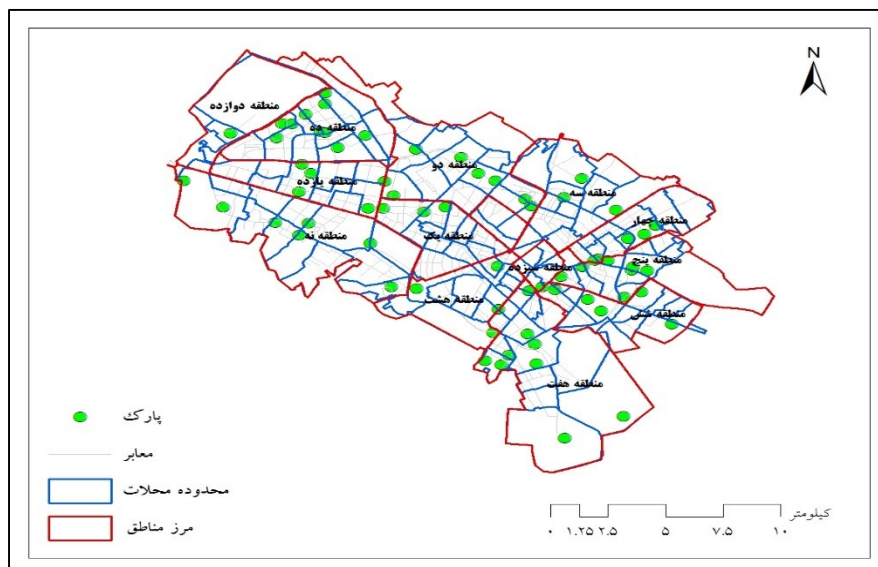 N
منطقه دوازده
منطقه ده
منطقه دو
منطقه یازده
منطقه سه
منطقه چهار
منطقه نه
منطقه یک
منطقه پنج
منطقه سیزده
منطقه هشت
منطقه شش
منطقه هفت
پارک
معابر
محدوده محلات
مرز مناطق
کیلومتر
۰ ۱.۲۵ ۲.۵ ۵ ۷.۵ ۱۰